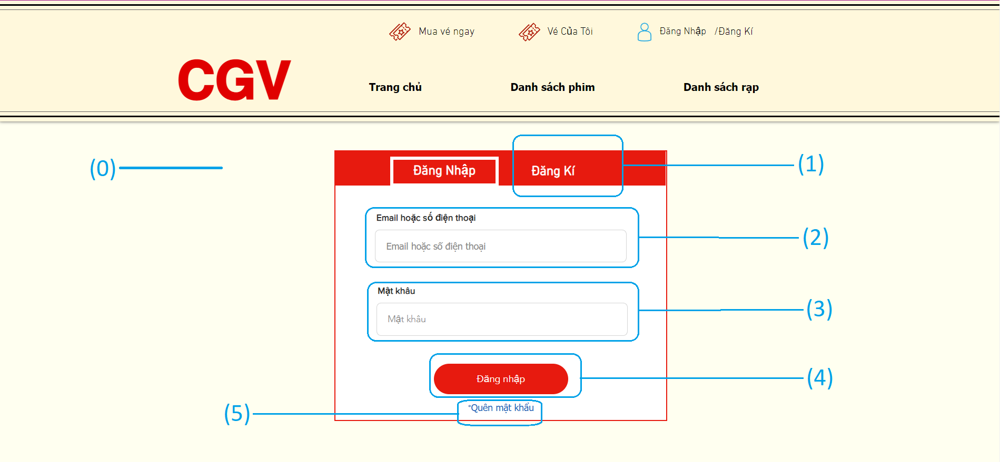 Mua vé ngay Vé Của Tôi Đăng Nhập /Đăng Kí
CGV
Trang chủ Danh sách phim Danh sách rạp
(0)
Đăng Nhập Đăng Kí
(1)
Email hoặc số điện thoại
Email hoặc số điện thoại
(2)
Mật khâu
Mật khâu
(3)
Đăng nhập
(4)
*Quên mật khẩu
(5)